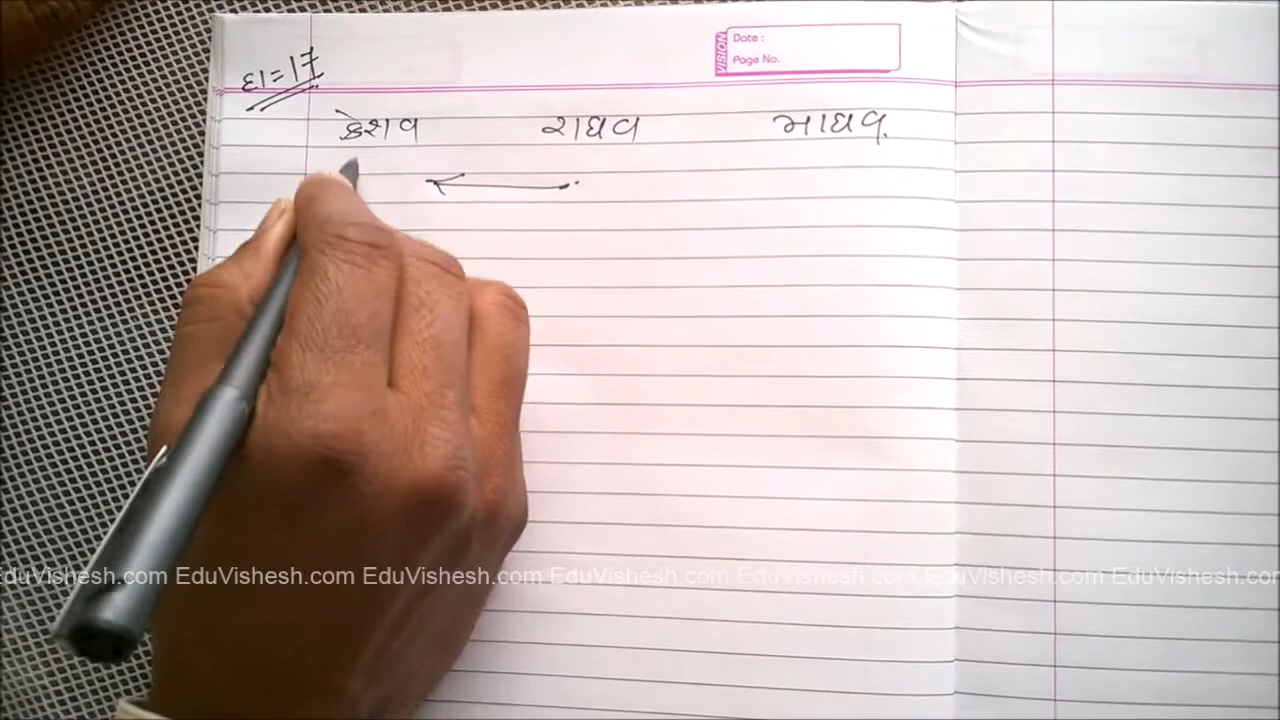 દા = 17
VISION
Date :
Page No.
કેશવ રાઘવ માધવ
EduVishesh.com EduVishesh.com EduVishesh.com EduVishesh.com EduVishesh.com EduVishesh.com EduVishesh.com